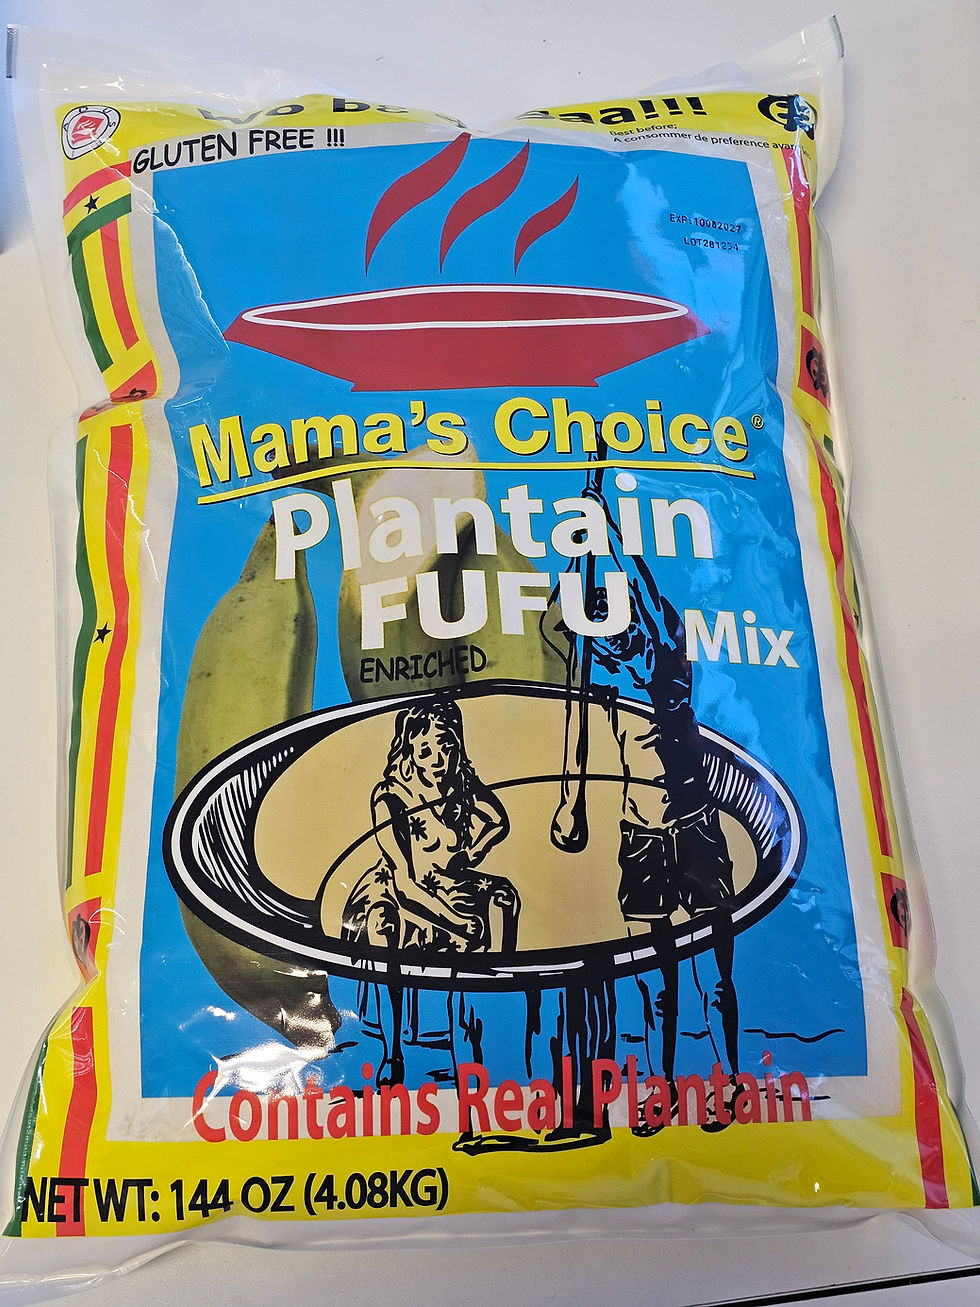 GLUTEN FREE !!!
Best before;
A consommer de preference avant
EXP:10082027
LOT281254
Mama's Choice®
Plantain
FUFU
Mix
ENRICHED
Contains Real Plantain
NET WT: 144 OZ (4.08KG)